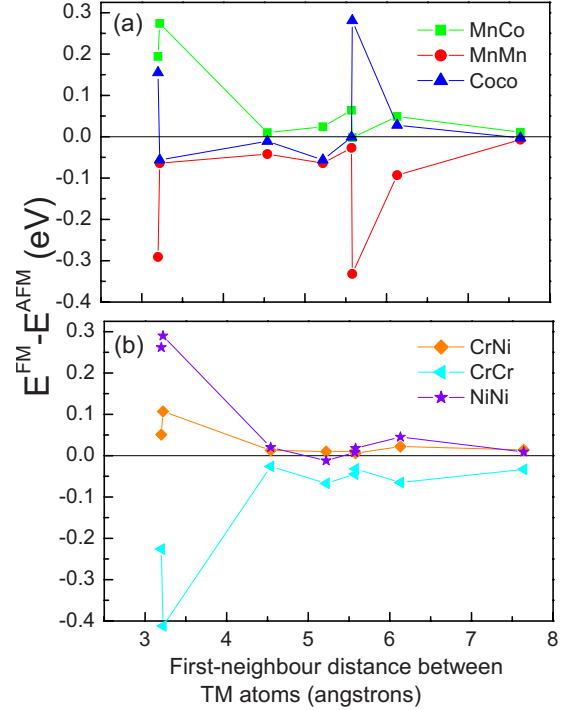 (a)
MnCo
MnMn
Coco
0.3
0.2
0.1
0.0
-0.1
-0.2
-0.3
-0.4
E^FM-E^AFM (eV)
(b)
CrNi
CrCr
NiNi
0.3
0.2
0.1
0.0
-0.1
-0.2
-0.3
-0.4
3 4 5 6 7 8
First-neighbour distance between
TM atoms (angstrons)